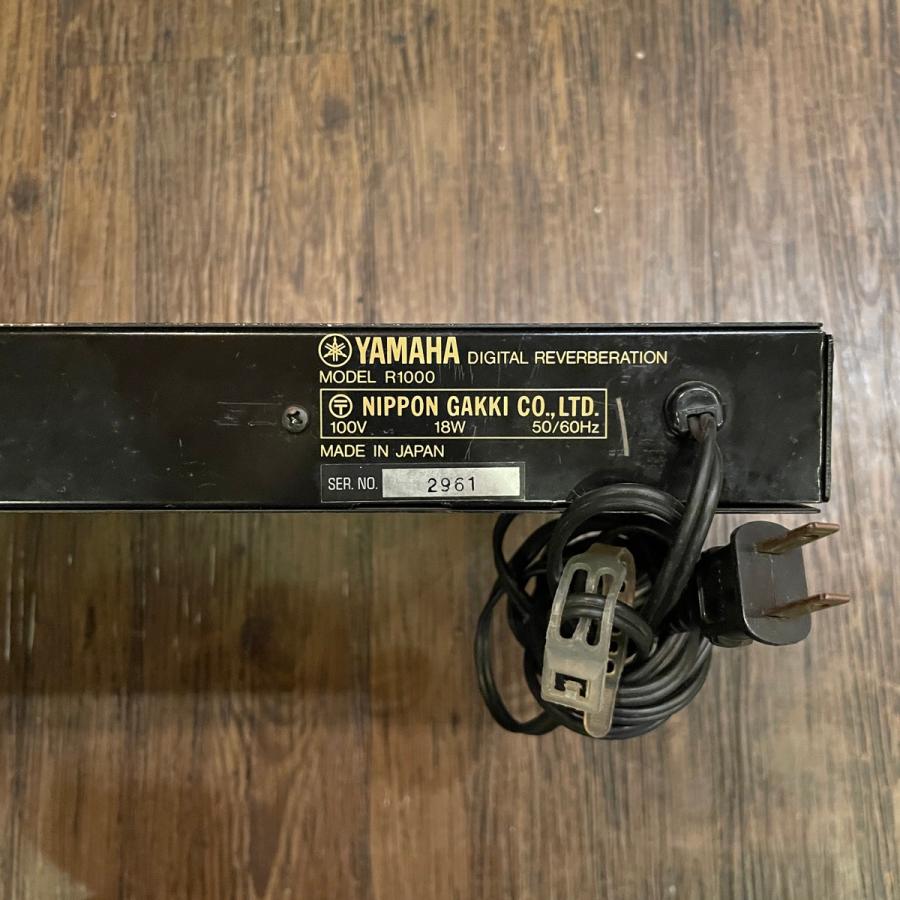 YAMAHA DIGITAL REVERBERATION
MODEL R1000
〒 NIPPON GAKKI CO., LTD.
100V 18W 50/60Hz
MADE IN JAPAN
SER. NO. 2961